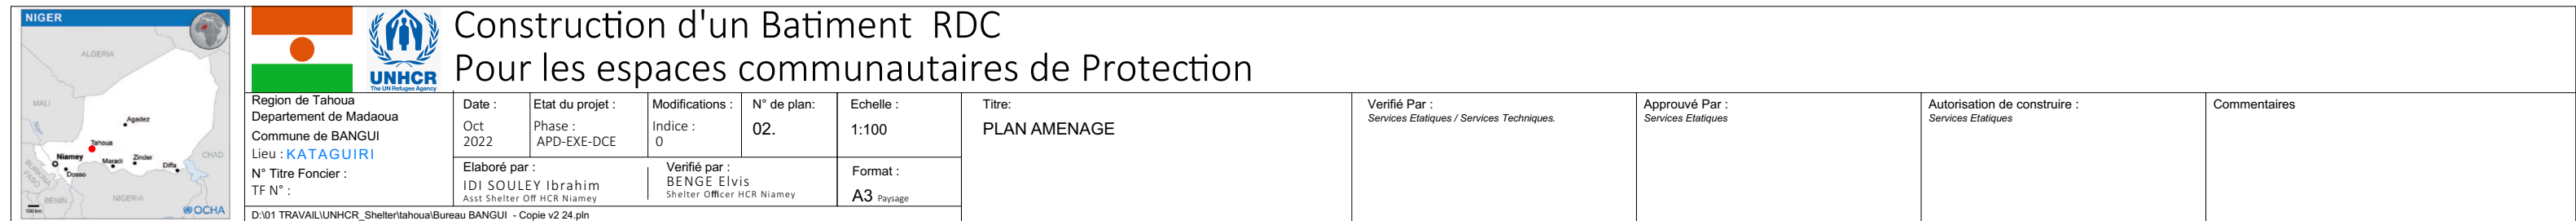 NIGER
ALGERIA
MALI
Agadez
Niger
Tahoua
Niamey
Maradi
Zinder
Diffa
CHAD
Dosso
BURKINA
FASO
BENIN
NIGERIA
100 km
OCHA
UNHCR
The UN Refugee Agency
Construction d'un Batiment RDC
Pour les espaces communautaires de Protection
Region de Tahoua
Departement de Madaoua
Commune de BANGUI
Lieu : KATAGUIRI
N° Titre Foncier :
TF N° :
Date :
Oct
2022
Etat du projet :
Phase :
APD-EXE-DCE
Modifications :
Indice :
0
N° de plan:
02.
Echelle :
1:100
Elaboré par :
IDI SOULEY Ibrahim
Asst Shelter Off HCR Niamey
Verifié par :
BENGE Elvis
Shelter Officer HCR Niamey
Format :
A3 Paysage
D:\01 TRAVAIL\UNHCR_Shelter\tahoua\Bureau BANGUI - Copie v2 24.pln
Titre:
PLAN AMENAGE
Verifié Par :
Services Etatiques / Services Techniques.
Approuvé Par :
Services Etatiques
Autorisation de construire :
Services Etatiques
Commentaires